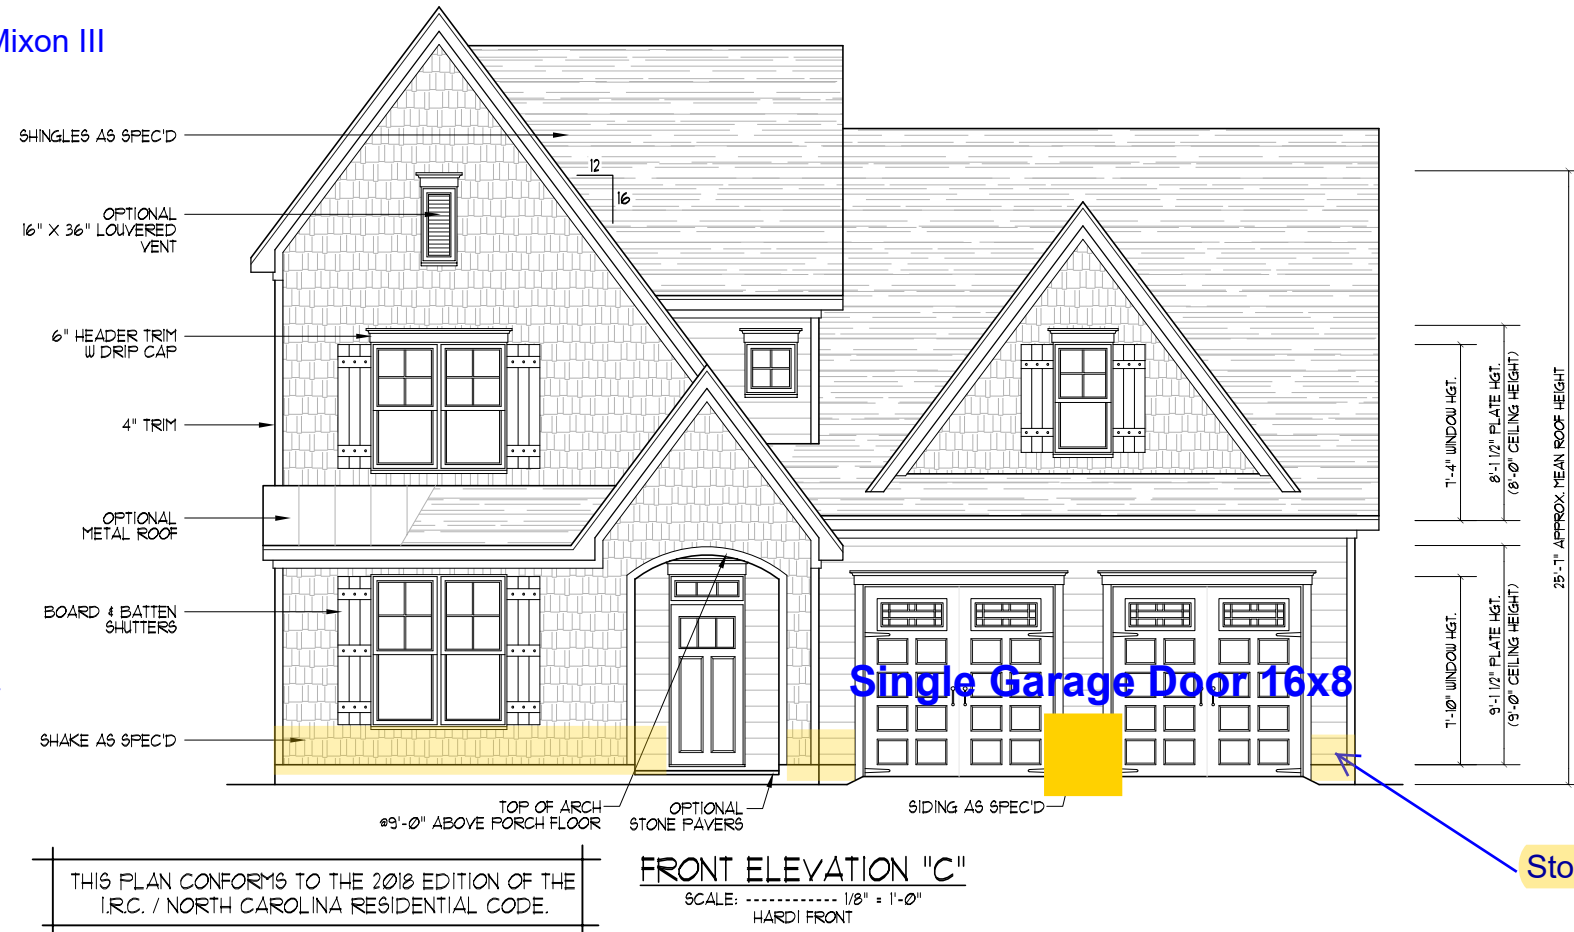 Mixon III
SHINGLES AS SPEC'D
12
16
OPTIONAL
16" X 36" LOUVERED
VENT
6" HEADER TRIM
W DRIP CAP
4" TRIM
OPTIONAL
METAL ROOF
BOARD & BATTEN
SHUTTERS
SHAKE AS SPEC'D
Single Garage Door 16x8
7'-4" WINDOW HGT.
8'-1 1/2" PLATE HGT.
(8'-0" CEILING HEIGHT)
7'-10" WINDOW HGT.
9'-1 1/2" PLATE HGT.
(9'-0" CEILING HEIGHT)
25'-7" APPROX. MEAN ROOF HEIGHT
TOP OF ARCH
@9'-0" ABOVE PORCH FLOOR
OPTIONAL
STONE PAVERS
SIDING AS SPEC'D
Sto
THIS PLAN CONFORMS TO THE 2018 EDITION OF THE
I.R.C. / NORTH CAROLINA RESIDENTIAL CODE.
FRONT ELEVATION "C"
SCALE: ------------ 1/8" = 1'-0"
HARDI FRONT